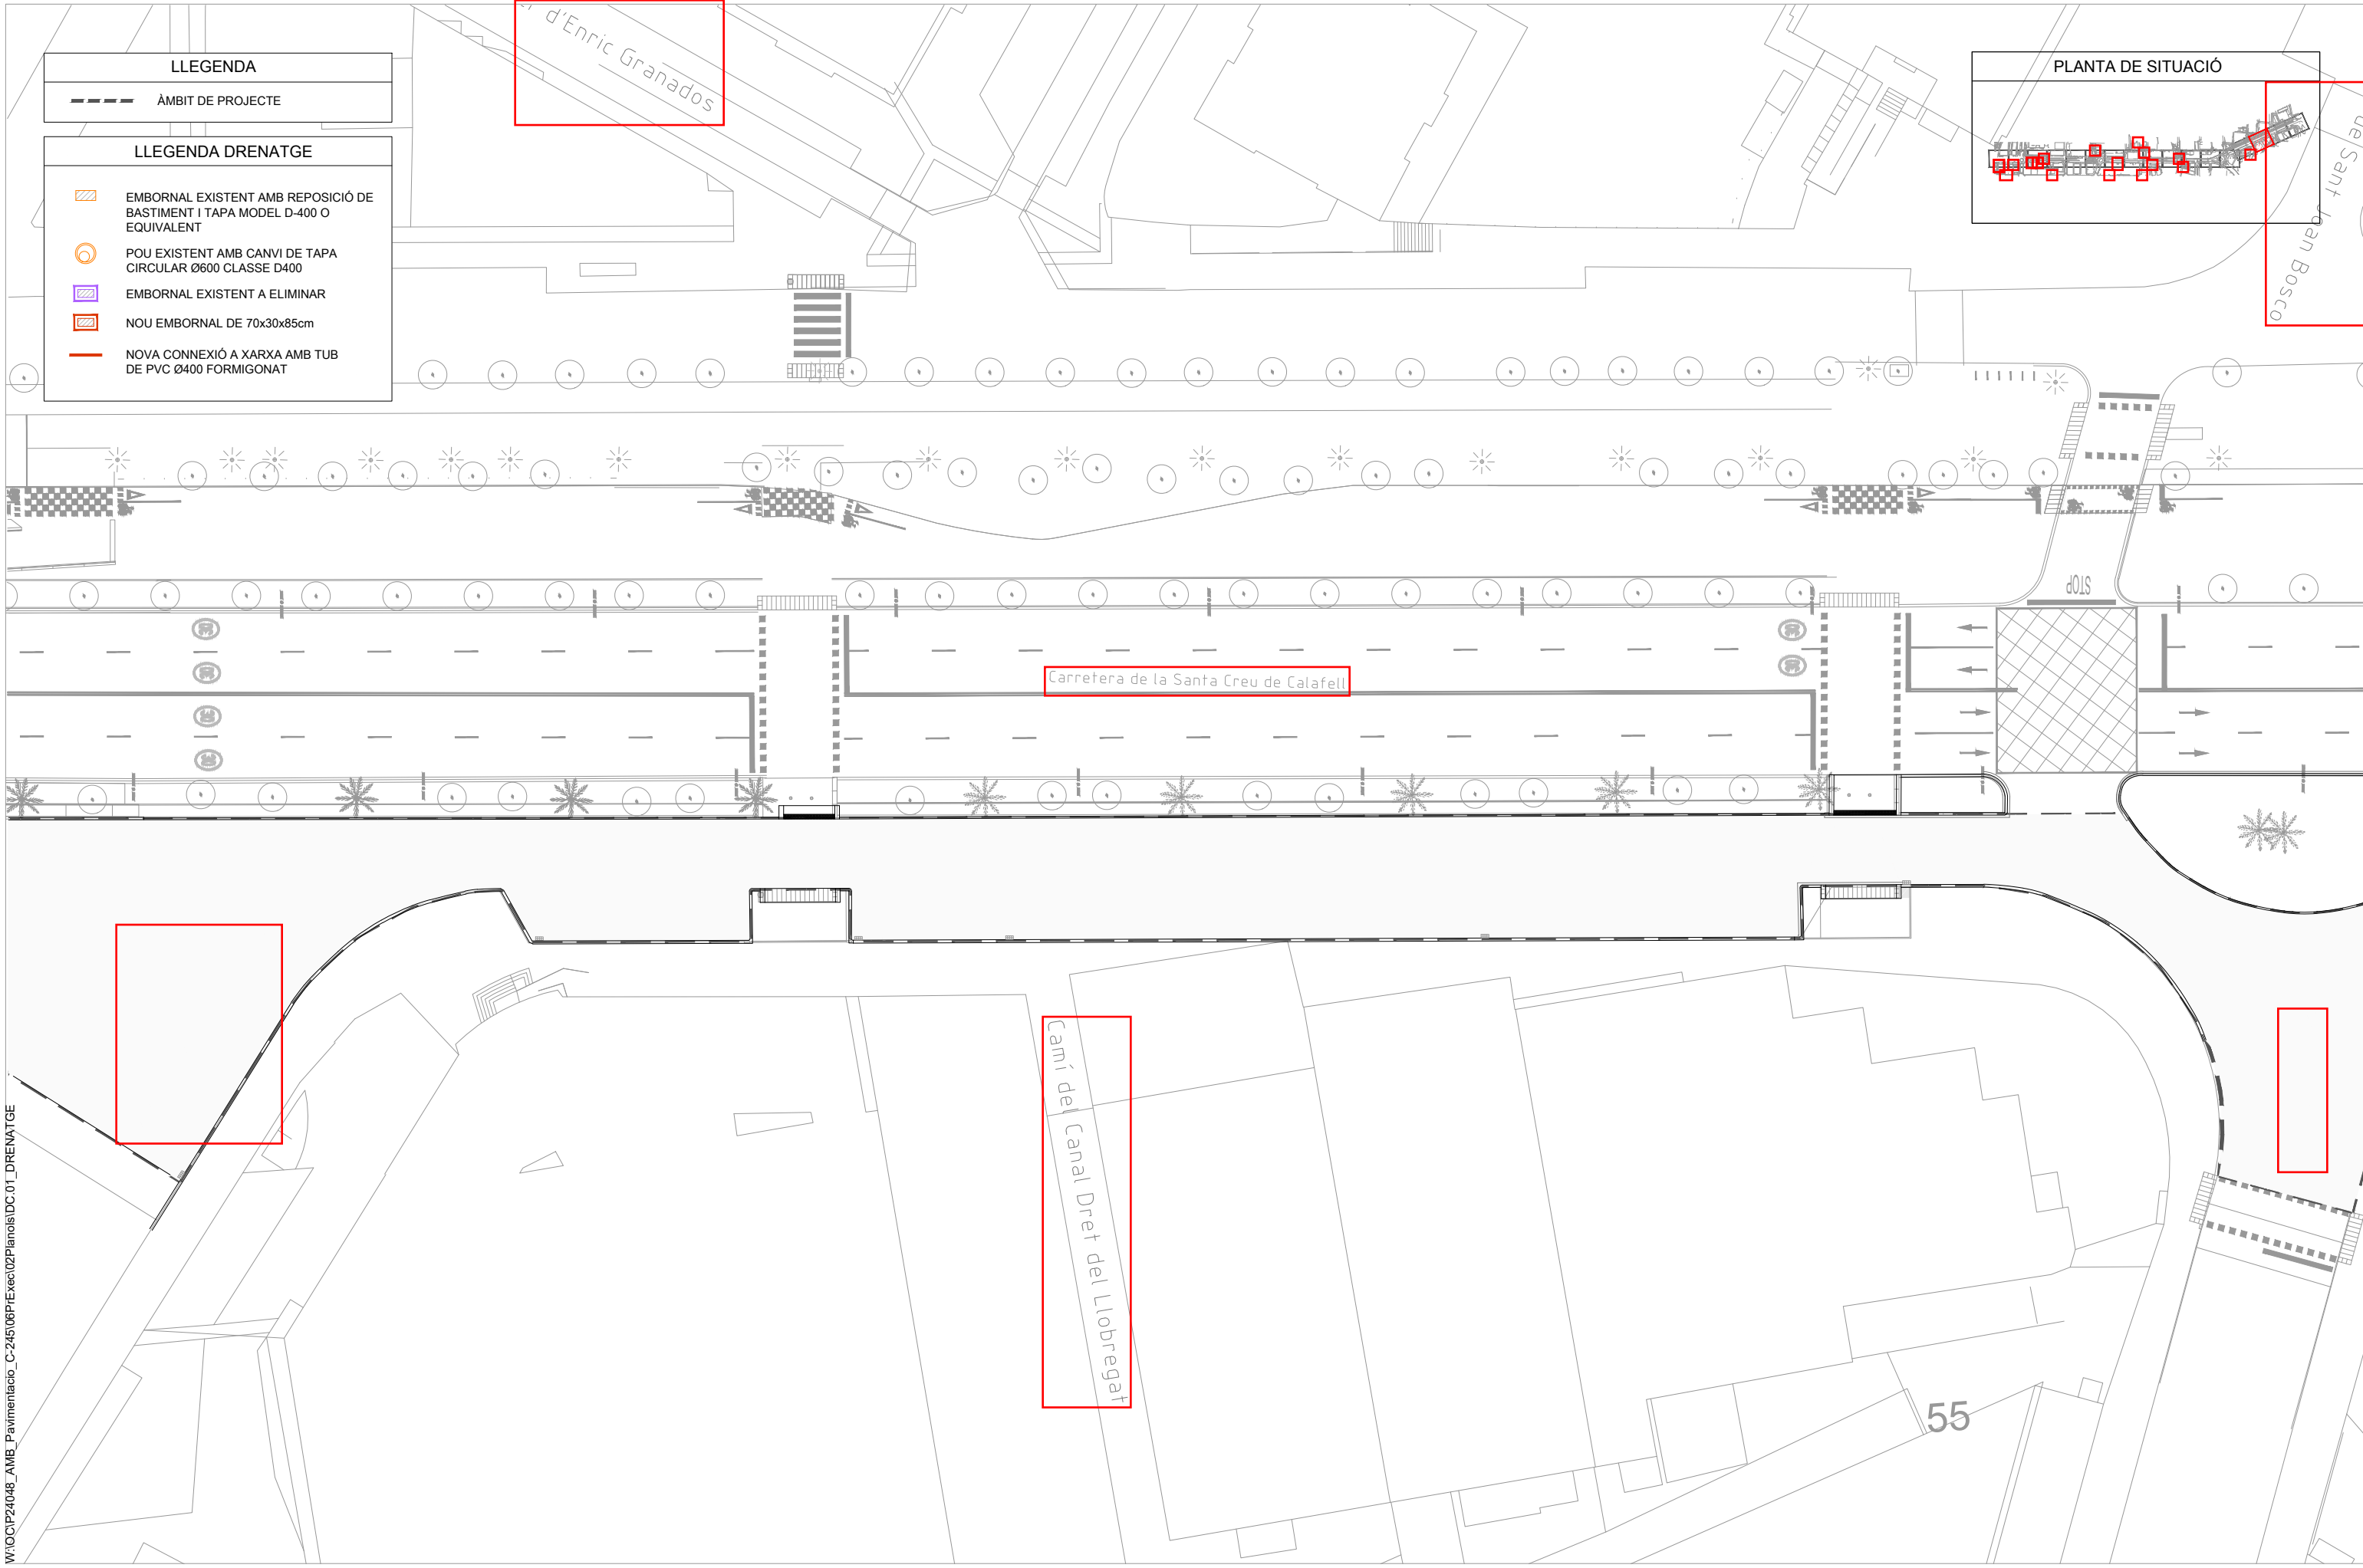 d'Enric Granados
LLEGENDA
ÀMBIT DE PROJECTE
LLEGENDA DRENATGE
EMBORNAL EXISTENT AMB REPOSICIÓ DE
BASTIMENT I TAPA MODEL D-400 O
EQUIVALENT
POU EXISTENT AMB CANVI DE TAPA
CIRCULAR Ø600 CLASSE D400
EMBORNAL EXISTENT A ELIMINAR
NOU EMBORNAL DE 70x30x85cm
NOVA CONNEXIÓ A XARXA AMB TUB
DE PVC Ø400 FORMIGONAT
PLANTA DE SITUACIÓ
de Sant Joan Bosco
STOP
Carretera de la Santa Creu de Calafell
Camí del Canal Dret del Llobregat
55
W:\OC\P24048_AMB_Pavimentacio_C-245\06PrExec\02Planols\DC.01_DRENATGE